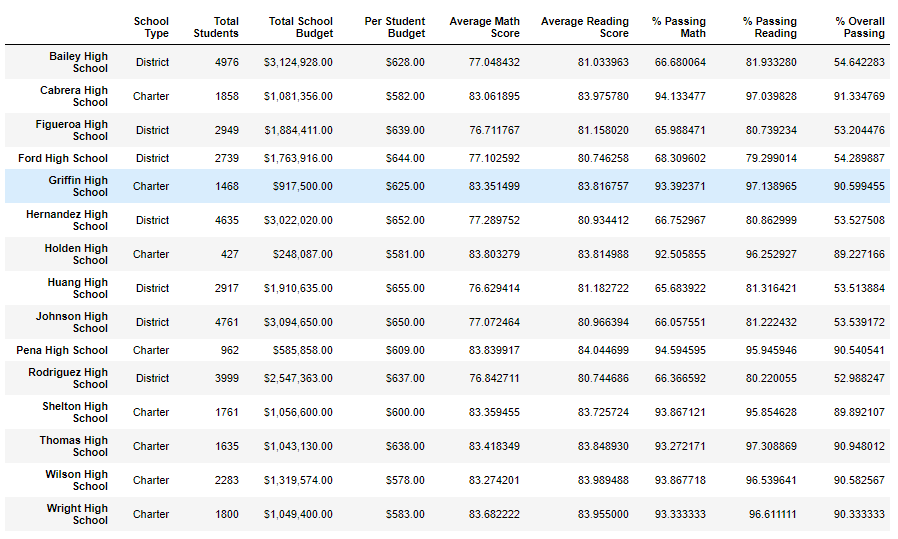 School Type Total Students Total School Budget Per Student Budget Average Math Score Average Reading Score % Passing Math % Passing Reading % Overall Passing
Bailey High School District 4976 $3,124,928.00 $628.00 77.048432 81.033963 66.680064 81.933280 54.642283
Cabrera High School Charter 1858 $1,081,356.00 $582.00 83.061895 83.975780 94.133477 97.039828 91.334769
Figueroa High School District 2949 $1,884,411.00 $639.00 76.711767 81.158020 65.988471 80.739234 53.204476
Ford High School District 2739 $1,763,916.00 $644.00 77.102592 80.746258 68.309602 79.299014 54.289887
Griffin High School Charter 1468 $917,500.00 $625.00 83.351499 83.816757 93.392371 97.138965 90.599455
Hernandez High School District 4635 $3,022,020.00 $652.00 77.289752 80.934412 66.752967 80.862999 53.527508
Holden High School Charter 427 $248,087.00 $581.00 83.803279 83.814988 92.505855 96.252927 89.227166
Huang High School District 2917 $1,910,635.00 $655.00 76.629414 81.182722 65.683922 81.316421 53.513884
Johnson High School District 4761 $3,094,650.00 $650.00 77.072464 80.966394 66.057551 81.222432 53.539172
Pena High School Charter 962 $585,858.00 $609.00 83.839917 84.044699 94.594595 95.945946 90.540541
Rodriguez High School District 3999 $2,547,363.00 $637.00 76.842711 80.744686 66.366592 80.220055 52.988247
Shelton High School Charter 1761 $1,056,600.00 $600.00 83.359455 83.725724 93.867121 95.854628 89.892107
Thomas High School Charter 1635 $1,043,130.00 $638.00 83.418349 83.848930 93.272171 97.308869 90.948012
Wilson High School Charter 2283 $1,319,574.00 $578.00 83.274201 83.989488 93.867718 96.539641 90.582567
Wright High School Charter 1800 $1,049,400.00 $583.00 83.682222 83.955000 93.333333 96.611111 90.333333